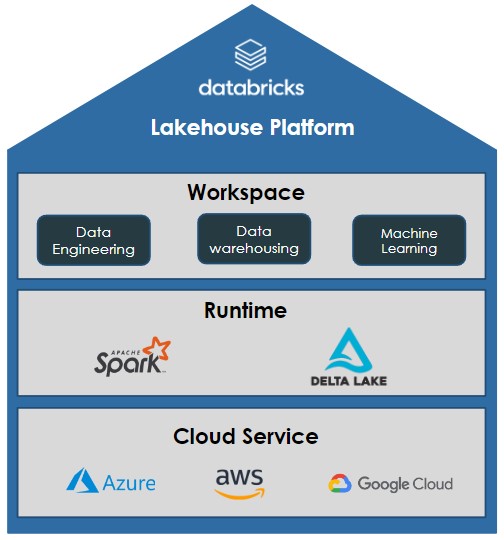 databricks
Lakehouse Platform
Workspace
Data
Engineering
Data
warehousing
Machine
Learning
Runtime
APACHE
Spark™
DELTA LAKE
Cloud Service
Azure
aws
Google Cloud